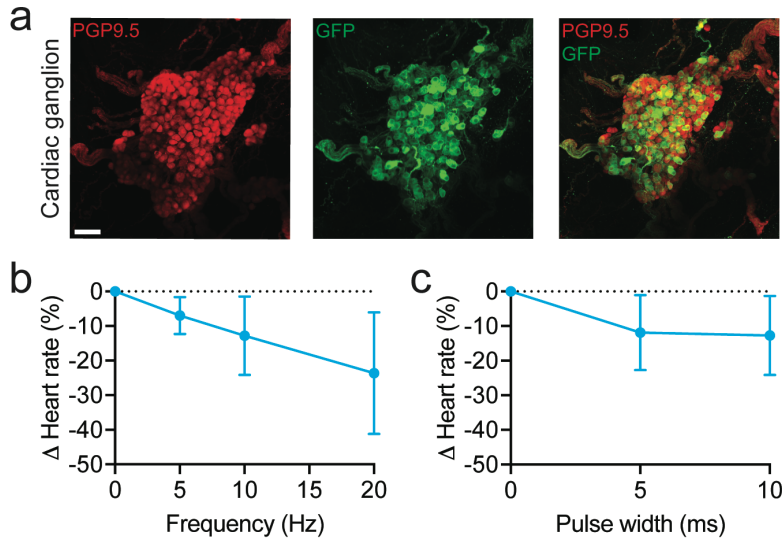 a
PGP9.5
GFP
PGP9.5
GFP
Cardiac ganglion
b
0
-10
-20
-30
-40
-50
Δ Heart rate (%)
0
5
10
15
20
Frequency (Hz)
c
0
-10
-20
-30
-40
-50
Δ Heart rate (%)
0
5
10
Pulse width (ms)